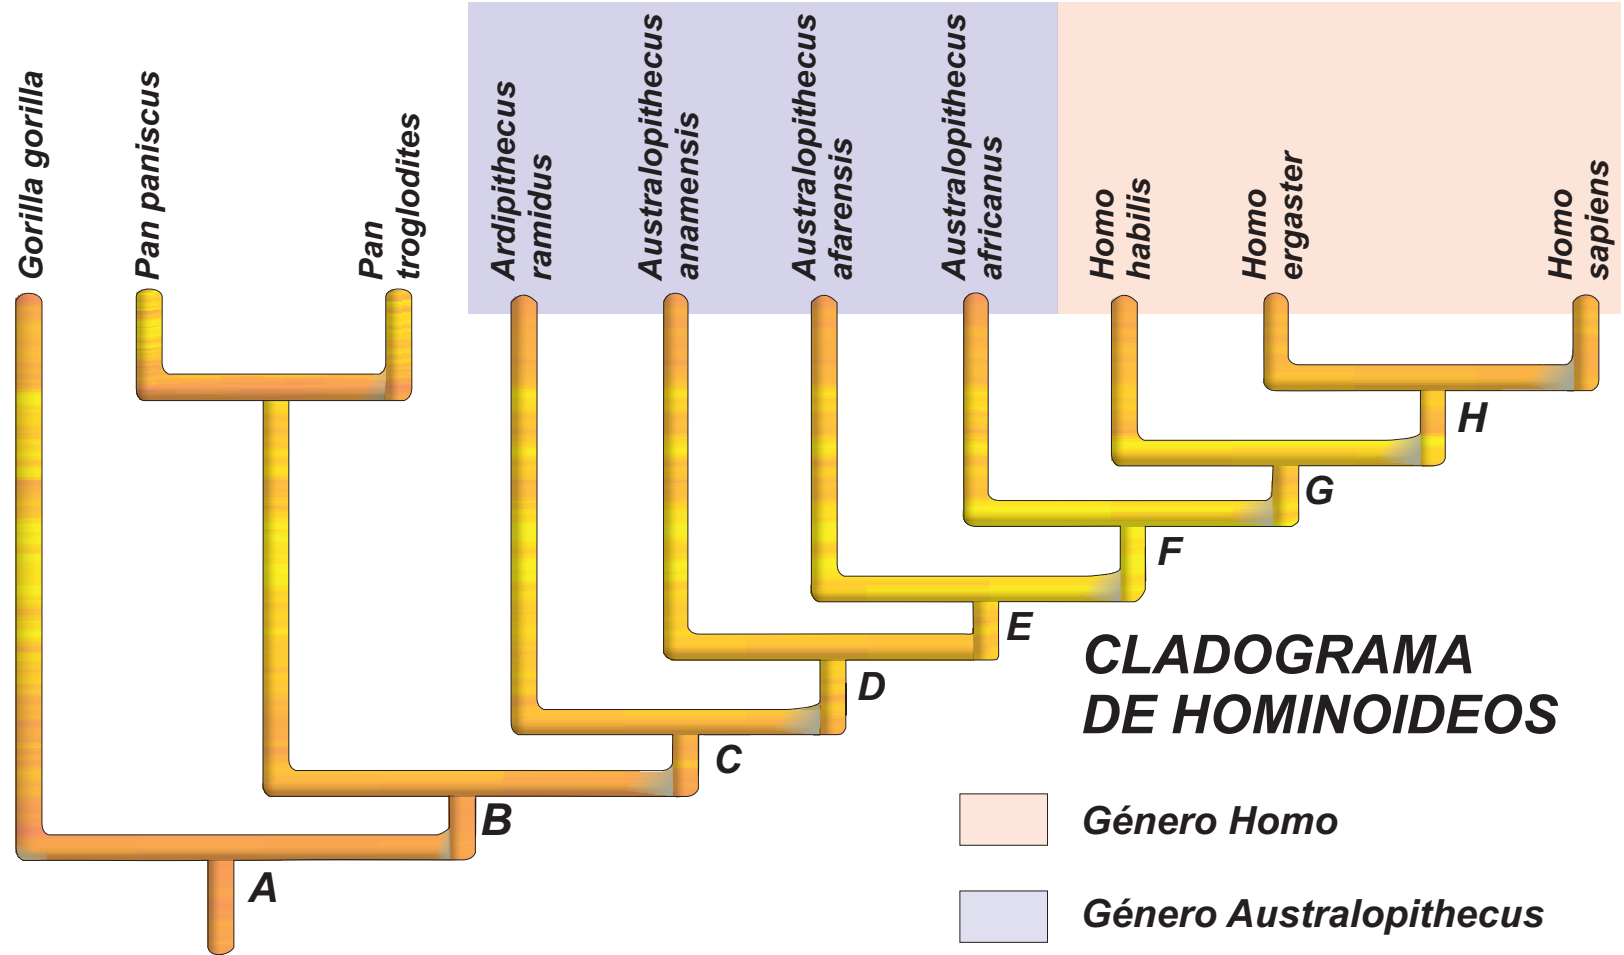 Gorilla gorilla
Pan paniscus
Pan
troglodites
Ardipithecus
ramidus
Australopithecus
anamensis
Australopithecus
afarensis
Australopithecus
africanus
Homo
habilis
Homo
ergaster
Homo
sapiens
H
G
F
E
D
C
B
A
CLADOGRAMA
DE HOMINOIDEOS
Género Homo
Género Australopithecus